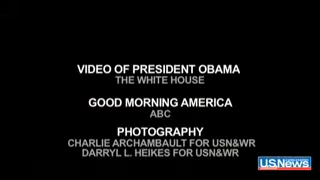 VIDEO OF PRESIDENT OBAMA
THE WHITE HOUSE
GOOD MORNING AMERICA
ABC
PHOTOGRAPHY
CHARLIE ARCHAMBAULT FOR USN&WR
DARRYL L. HEIKES FOR USN&WR
U.S.News